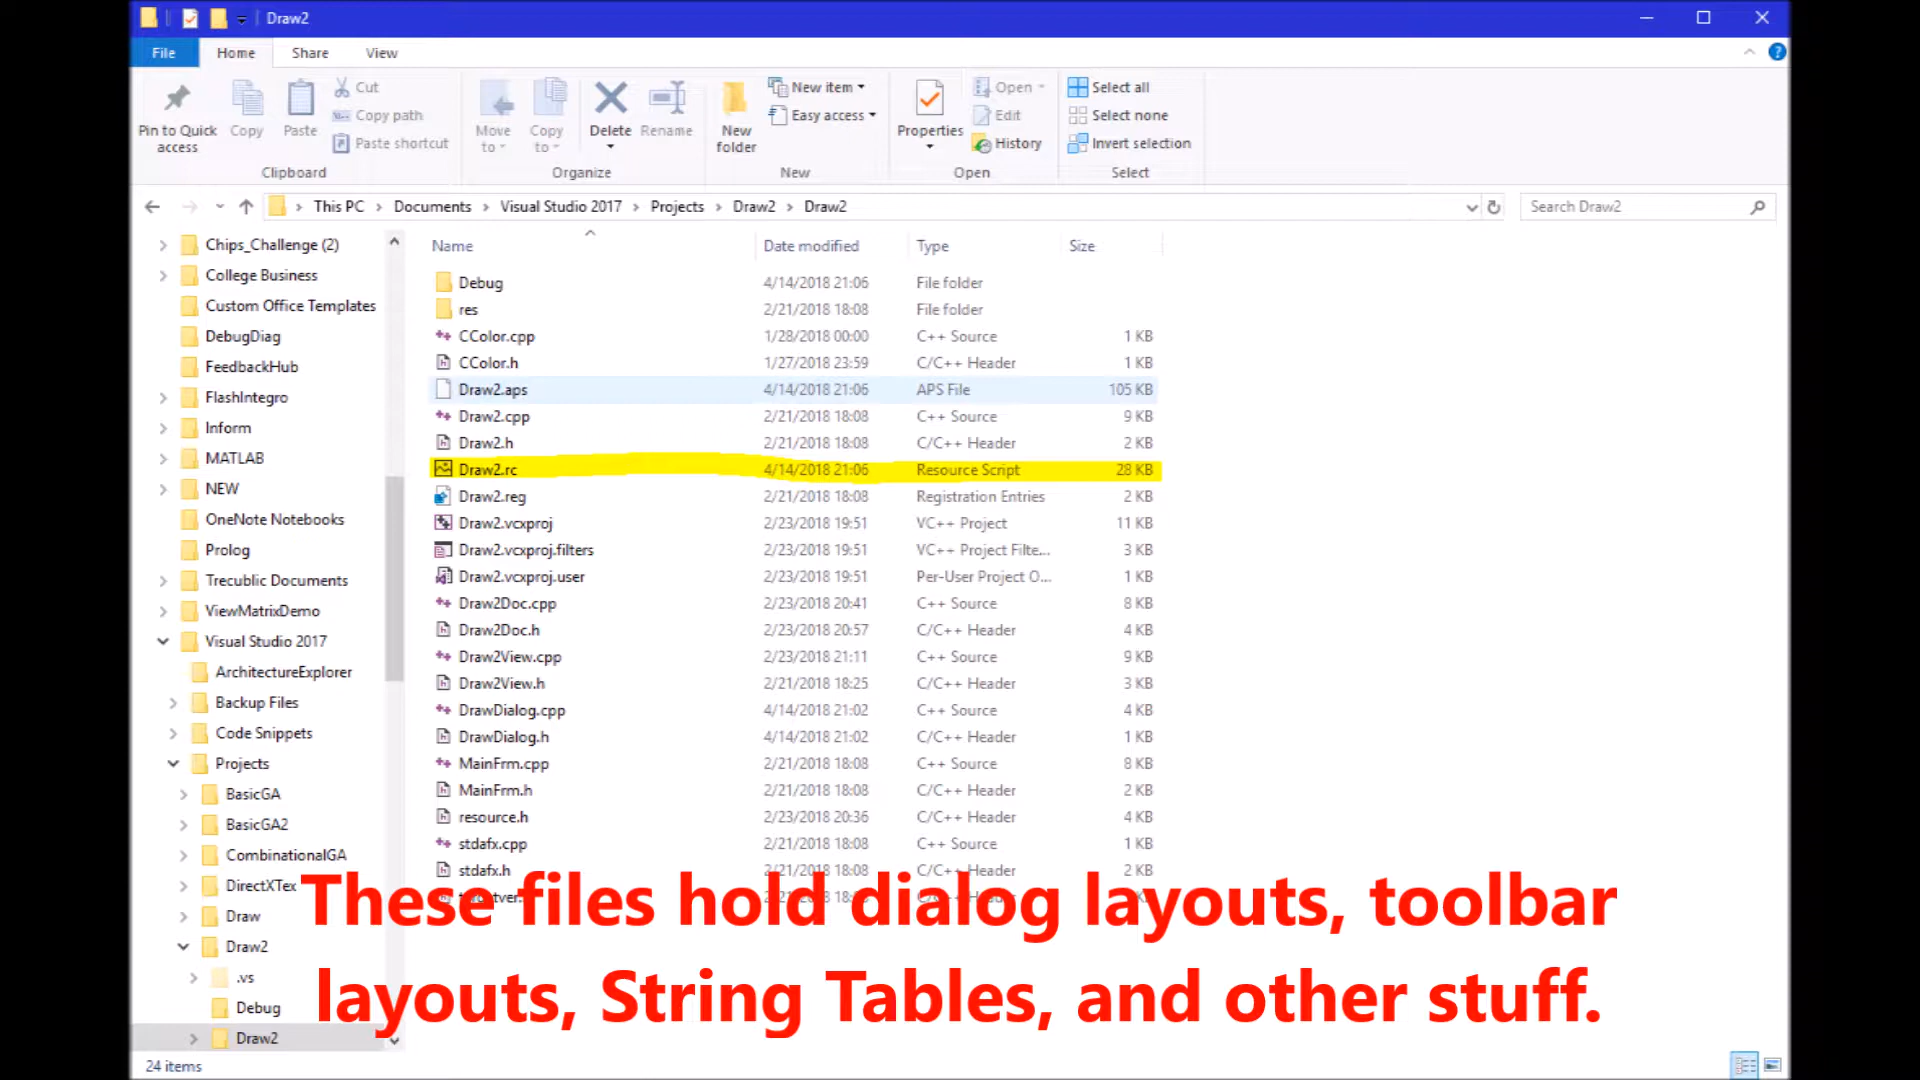 Draw2
File Home Share View
Pin to Quick access
Copy
Paste
Cut
Copy path
Paste shortcut
Clipboard
Move to
Copy to
Delete
Rename
Organize
New folder
New item
Easy access
New
Properties
Open
Edit
History
Open
Select all
Select none
Invert selection
Select
This PC > Documents > Visual Studio 2017 > Projects > Draw2 > Draw2
Search Draw2
Chips_Challenge (2)
College Business
Custom Office Templates
DebugDiag
FeedbackHub
FlashIntegro
Inform
MATLAB
NEW
OneNote Notebooks
Prolog
Trecublic Documents
ViewMatrixDemo
Visual Studio 2017
ArchitectureExplorer
Backup Files
Code Snippets
Projects
BasicGA
BasicGA2
CombinationalGA
DirectXTex
Draw
Draw2
.vs
Debug
Draw2
Name Date modified Type Size
Debug 4/14/2018 21:06 File folder
res 2/21/2018 18:08 File folder
CColor.cpp 1/28/2018 00:00 C++ Source 1 KB
CColor.h 1/27/2018 23:59 C/C++ Header 1 KB
Draw2.aps 4/14/2018 21:06 APS File 105 KB
Draw2.cpp 2/21/2018 18:08 C++ Source 9 KB
Draw2.h 2/21/2018 18:08 C/C++ Header 2 KB
Draw2.rc 4/14/2018 21:06 Resource Script 28 KB
Draw2.reg 2/21/2018 18:08 Registration Entries 2 KB
Draw2.vcxproj 2/23/2018 19:51 VC++ Project 11 KB
Draw2.vcxproj.filters 2/23/2018 19:51 VC++ Project Filte... 3 KB
Draw2.vcxproj.user 2/23/2018 19:51 Per-User Project O... 1 KB
Draw2Doc.cpp 2/23/2018 20:41 C++ Source 8 KB
Draw2Doc.h 2/23/2018 20:57 C/C++ Header 4 KB
Draw2View.cpp 2/23/2018 21:11 C++ Source 9 KB
Draw2View.h 2/21/2018 18:25 C/C++ Header 3 KB
DrawDialog.cpp 4/14/2018 21:02 C++ Source 4 KB
DrawDialog.h 4/14/2018 21:02 C/C++ Header 1 KB
MainFrm.cpp 2/21/2018 18:08 C++ Source 8 KB
MainFrm.h 2/21/2018 18:08 C/C++ Header 2 KB
resource.h 2/23/2018 20:36 C/C++ Header 4 KB
stdafx.cpp 2/21/2018 18:08 C++ Source 1 KB
stdafx.h 2/21/2018 18:08 C/C++ Header 2 KB
These files hold dialog layouts, toolbar
layouts, String Tables, and other stuff.
24 items